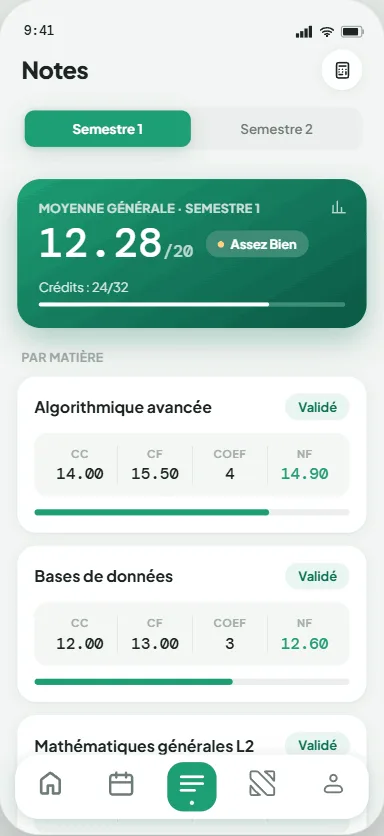 9:41
Notes
Semestre 1
Semestre 2
MOYENNE GÉNÉRALE · SEMESTRE 1
12.28/20
Assez Bien
Crédits : 24/32
PAR MATIÈRE
Algorithmique avancée
Validé
CC CF COEF NF
14.00 15.50 4 14.90
Bases de données
Validé
CC CF COEF NF
12.00 13.00 3 12.60
Mathématiques générales L2
Validé